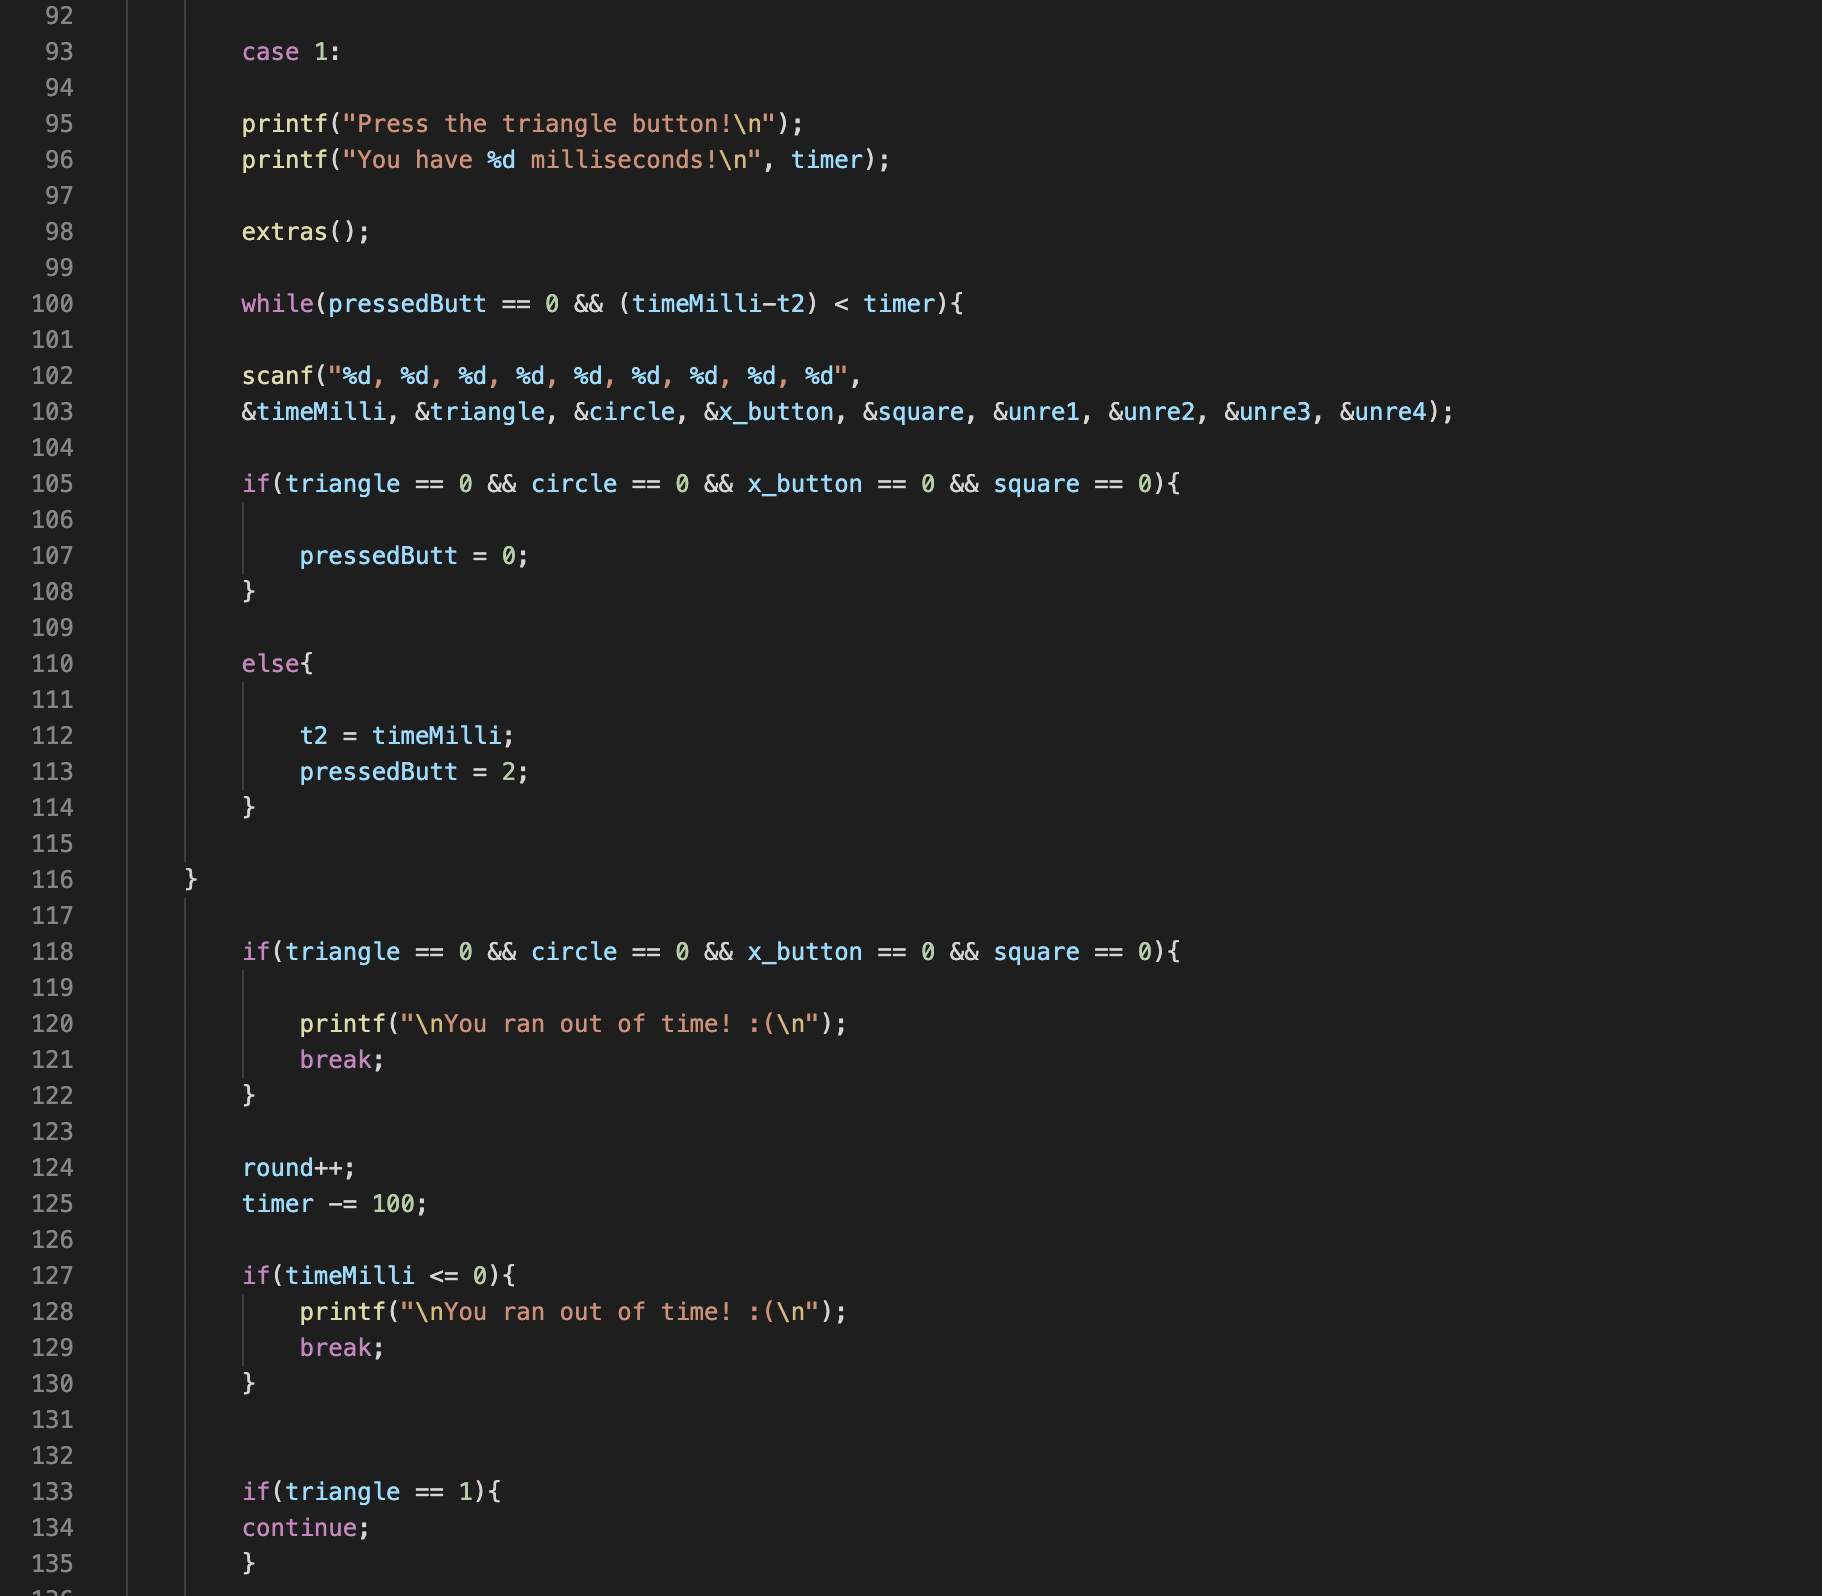 92
93 case 1:
94
95 printf("Press the triangle button!\n");
96 printf("You have %d milliseconds!\n", timer);
97
98 extras();
99
100 while(pressedButt == 0 && (timeMilli-t2) < timer){
101
102 scanf("%d, %d, %d, %d, %d, %d, %d, %d, %d",
103 &timeMilli, &triangle, &circle, &x_button, &square, &unre1, &unre2, &unre3, &unre4);
104
105 if(triangle == 0 && circle == 0 && x_button == 0 && square == 0){
106
107 pressedButt = 0;
108 }
109
110 else{
111
112 t2 = timeMilli;
113 pressedButt = 2;
114 }
115
116 }
117
118 if(triangle == 0 && circle == 0 && x_button == 0 && square == 0){
119
120 printf("\nYou ran out of time! :(\n");
121 break;
122 }
123
124 round++;
125 timer -= 100;
126
127 if(timeMilli <= 0){
128 printf("\nYou ran out of time! :(\n");
129 break;
130 }
131
132
133 if(triangle == 1){
134 continue;
135 }
136